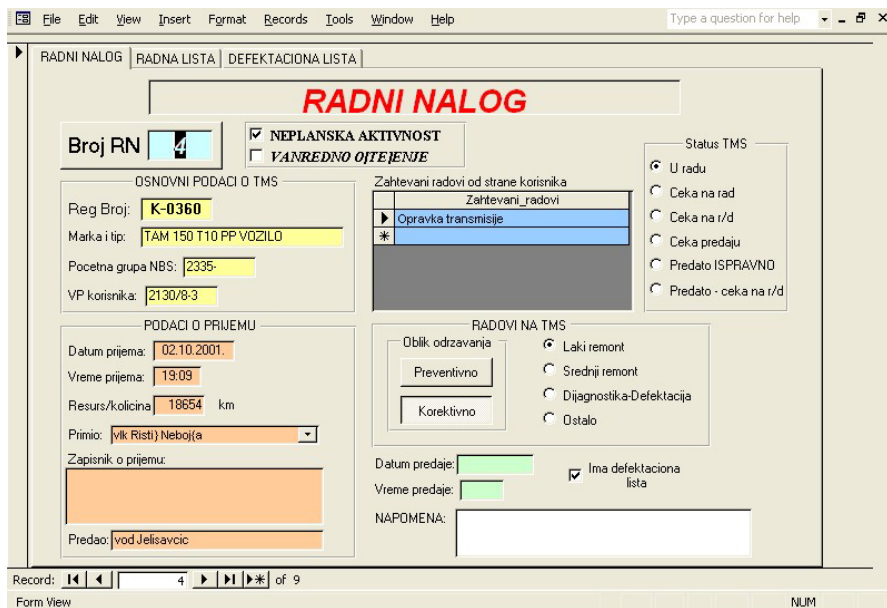 File Edit View Insert Format Records Tools Window Help Type a question for help
RADNI NALOG RADNA LISTA DEFEKTACIONA LISTA
RADNI NALOG
Broj RN 4
NEPLANSKA AKTIVNOST
VANREDNO O[TE]ENJE
OSNOVNI PODACI O TMS
Reg Broj: K-0360
Marka i tip: TAM 150 T10 PP VOZILO
Pocetna grupa NBS: 2335-
VP korisnika: 2130/8-3
Zahtevani radovi od strane korisnika
Zahtevani_radovi
Opravka transmisije
Status TMS
U radu
Ceka na rad
Ceka na r/d
Ceka predaju
Predato ISPRAVNO
Predato - ceka na r/d
PODACI O PRIJEMU
Datum prijema: 02.10.2001.
Vreme prijema: 19:09
Resurs/kolicina 18654 km
Primio: vlk Risti} Neboj{a
Zapisnik o prijemu:
Predao: vod Jelisavcic
RADOVI NA TMS
Oblik odrzavanja
Preventivno
Korektivno
Laki remont
Srednji remont
Dijagnostika-Defektacija
Ostalo
Datum predaje:
Vreme predaje:
Ima defektaciona
lista
NAPOMENA:
Record: 4 of 9
Form View NUM